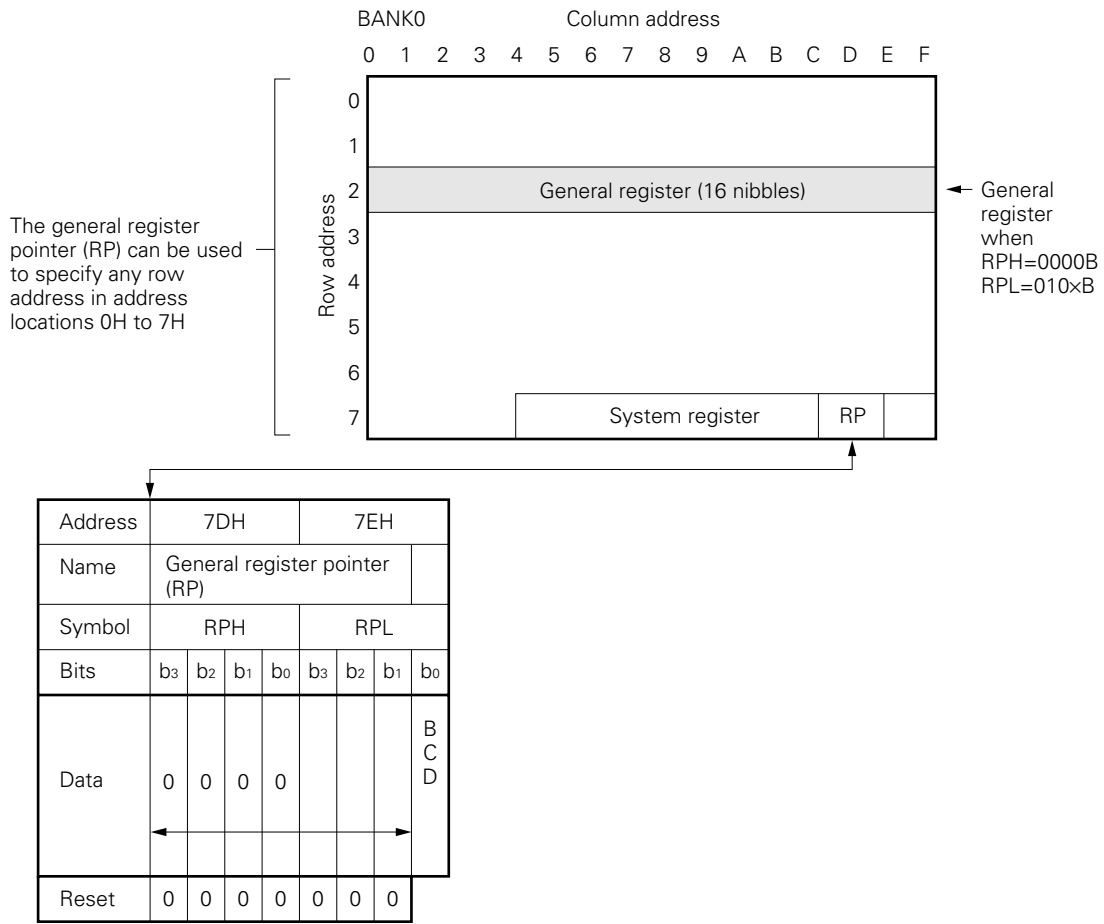 BANK0 Column address
0 1 2 3 4 5 6 7 8 9 A B C D E F
0
1
2 General register (16 nibbles)
3
4
5
6
7 System register RP
Row address
The general register
pointer (RP) can be used
to specify any row
address in address
locations 0H to 7H
General
register
when
RPH=0000B
RPL=010×B
Address 7DH 7EH
Name General register pointer
(RP)
Symbol RPH RPL
Bits b3 b2 b1 b0 b3 b2 b1 b0
Data 0 0 0 0
B
C
D
Reset 0 0 0 0 0 0 0